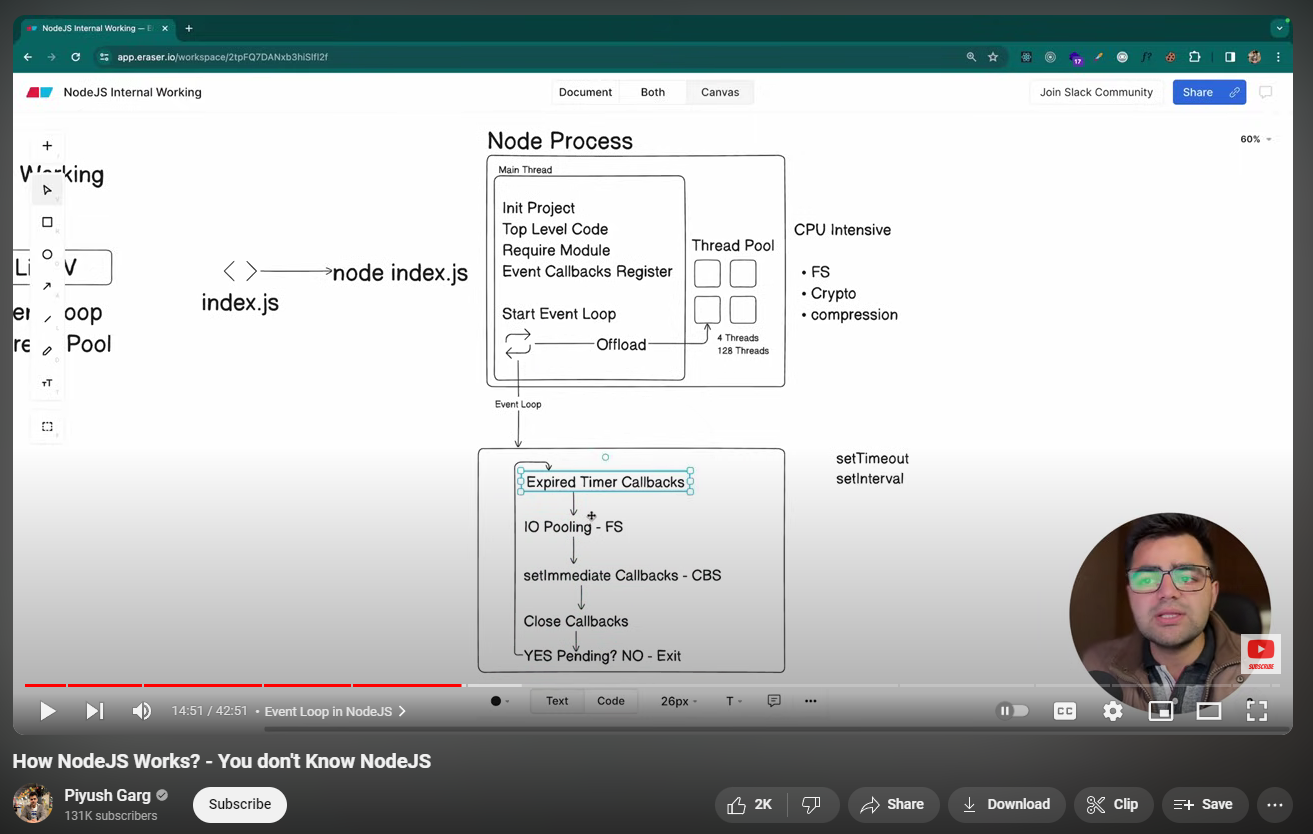 NodeJS Internal Working — E
app.eraser.io/workspace/2tpFQ7DANxb3hiSlfl2f
17
f?
NodeJS Internal Working
Document
Both
Canvas
Join Slack Community
Share
60%
Working
Li
V
er
oop
re
Pool
index.js
node index.js
Node Process
Main Thread
Init Project
Top Level Code
Require Module
Event Callbacks Register
Start Event Loop
Offload
Thread Pool
4 Threads
128 Threads
CPU Intensive
• FS
• Crypto
• compression
Event Loop
Expired Timer Callbacks
IO Pooling - FS
setImmediate Callbacks - CBS
Close Callbacks
YES Pending? NO - Exit
setTimeout
setInterval
SUBSCRIBE
Text
Code
26px
T
14:51 / 42:51 • Event Loop in NodeJS
CC
How NodeJS Works? - You don't Know NodeJS
Piyush Garg
131K subscribers
Subscribe
2K
Share
Download
Clip
Save